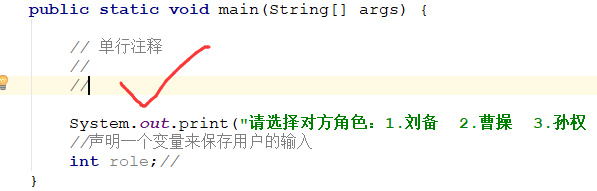 public static void main(String[] args) {
// 单行注释
//
//
System.out.print("请选择对方角色：1.刘备  2.曹操  3.孙权
//声明一个变量来保存用户的输入
int role;//
}